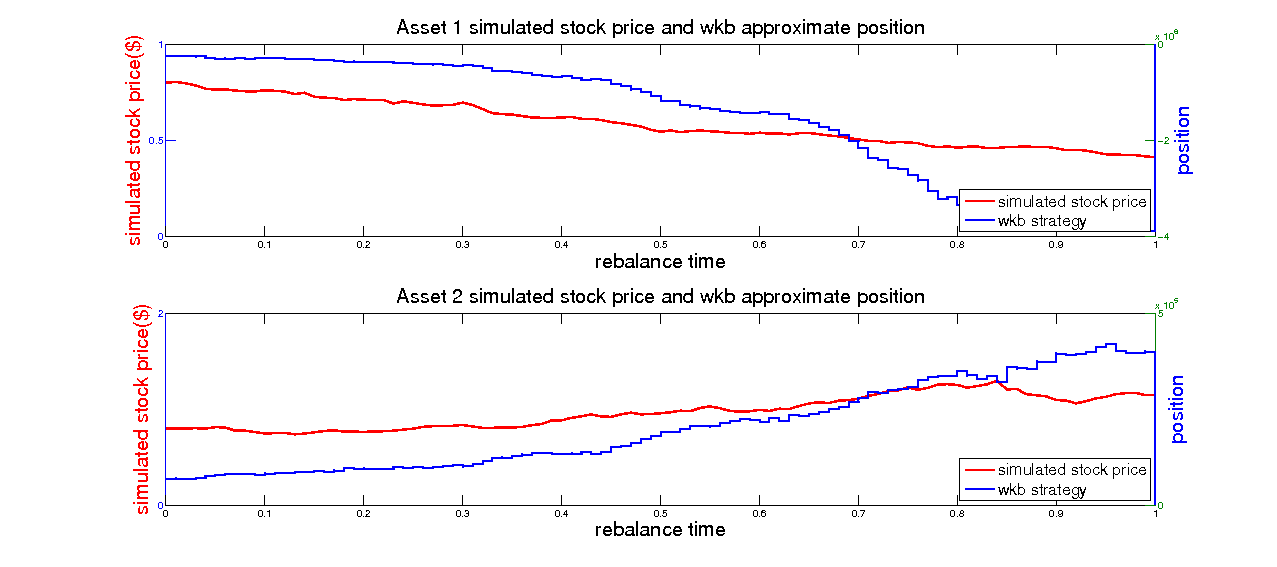 Asset 1 simulated stock price and wkb approximate position
x 10
1
0
0.5
-2
0
-4
simulated stock price($)
position
simulated stock price
wkb strategy
0 0.1 0.2 0.3 0.4 0.5 0.6 0.7 0.8 0.9 1
rebalance time
Asset 2 simulated stock price and wkb approximate position
x 10
2
5
0
0
simulated stock price($)
position
simulated stock price
wkb strategy
0 0.1 0.2 0.3 0.4 0.5 0.6 0.7 0.8 0.9 1
rebalance time